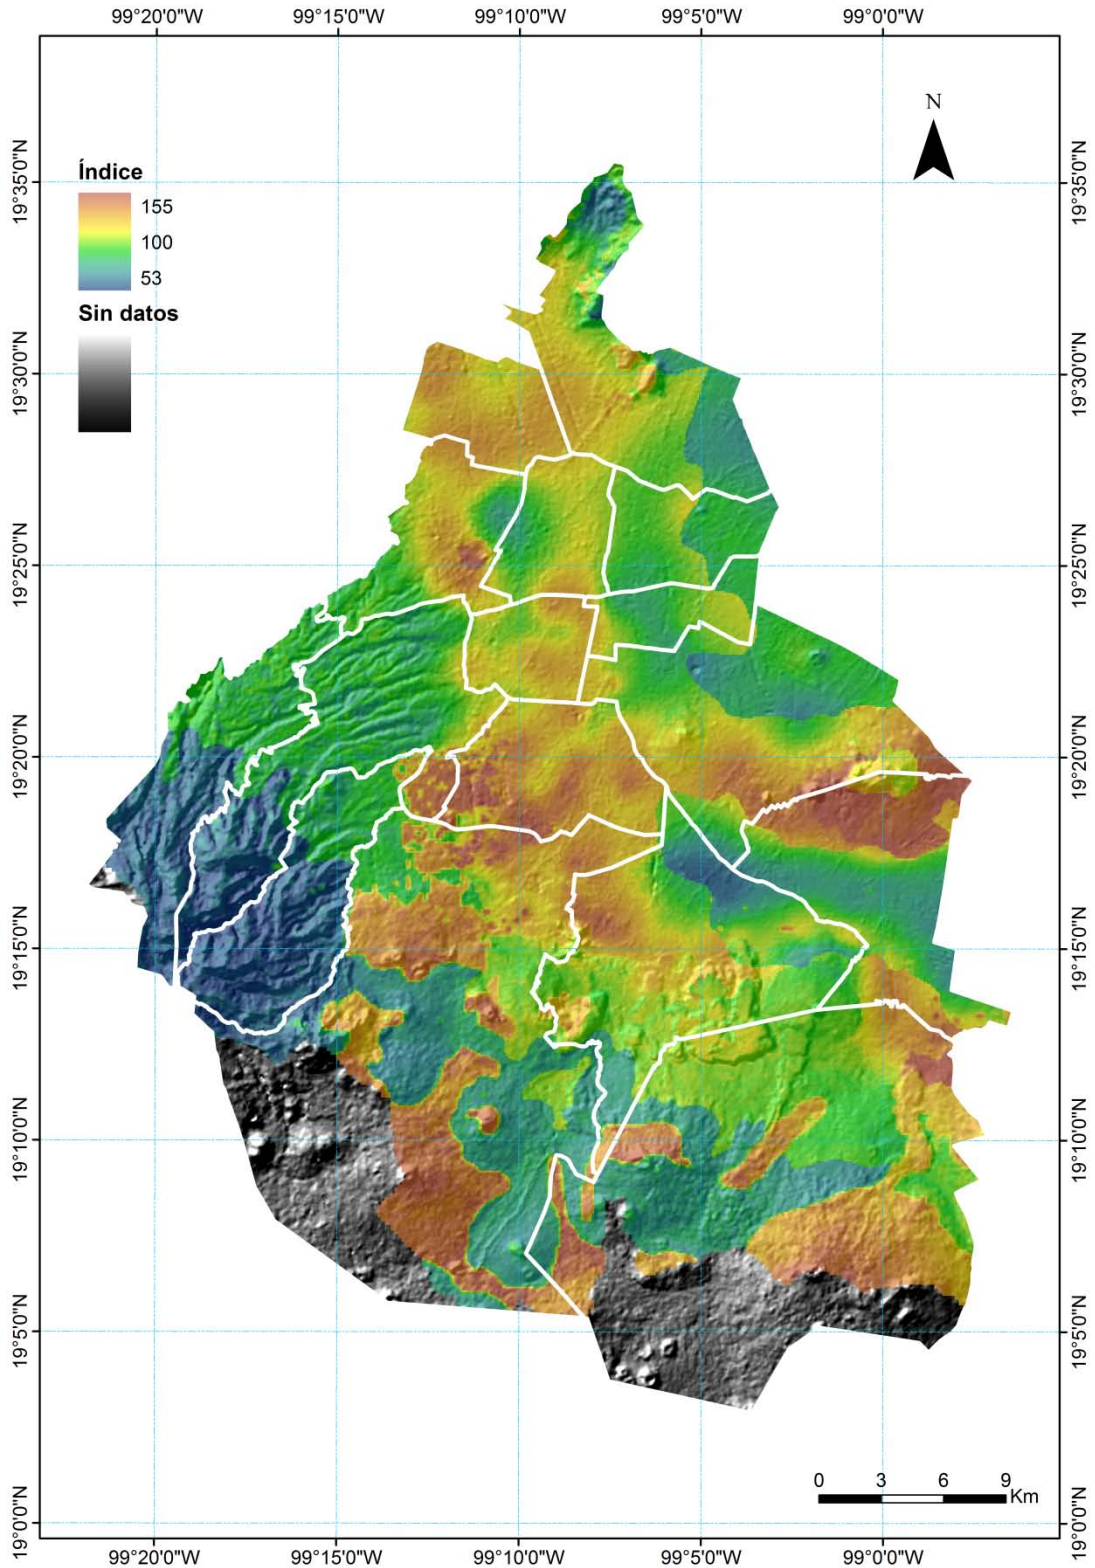 99°20'0"W 99°15'0"W 99°10'0"W 99°5'0"W 99°0'0"W
N
19°35'0"N 19°35'0"N
Índice
155
100
53
Sin datos
19°30'0"N 19°30'0"N
19°25'0"N 19°25'0"N
19°20'0"N 19°20'0"N
19°15'0"N 19°15'0"N
19°10'0"N 19°10'0"N
19°5'0"N 19°5'0"N
0 3 6 9
Km
19°0'0"N 19°0'0"N
99°20'0"W 99°15'0"W 99°10'0"W 99°5'0"W 99°0'0"W